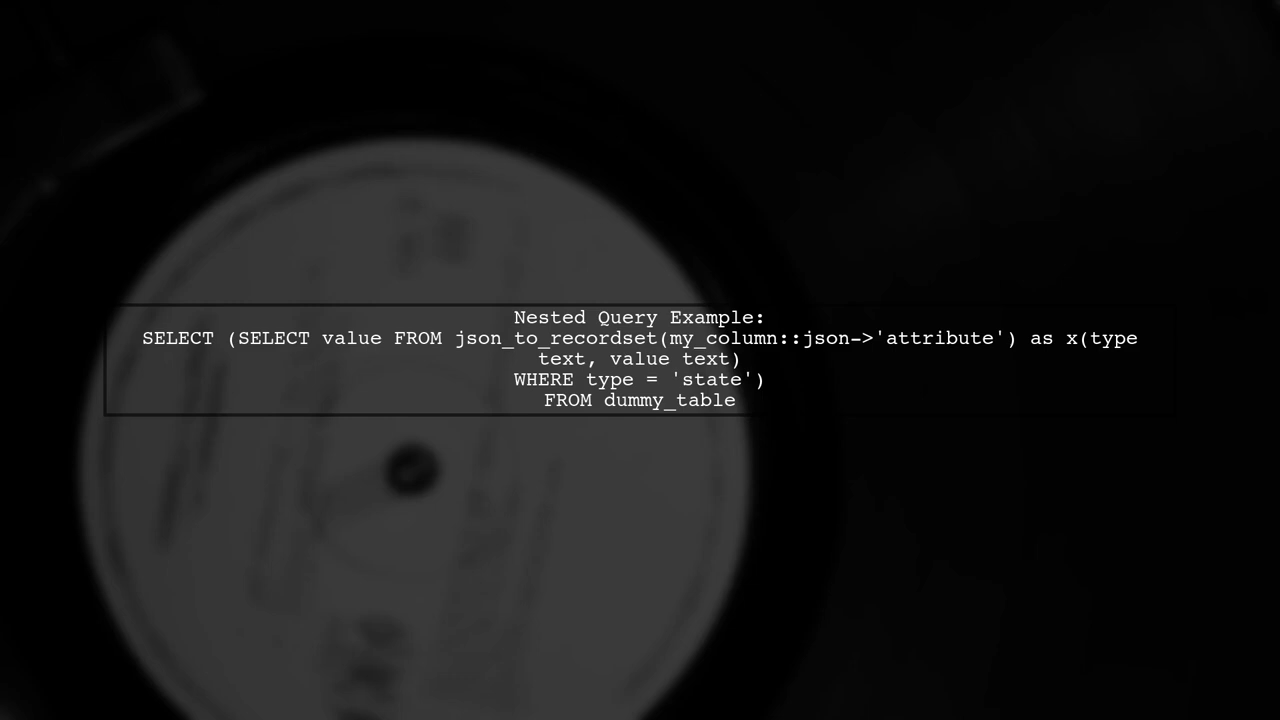 Nested Query Example:
SELECT (SELECT value FROM json_to_recordset(my_column::json->'attribute') as x(type
text, value text)
WHERE type = 'state')
FROM dummy_table